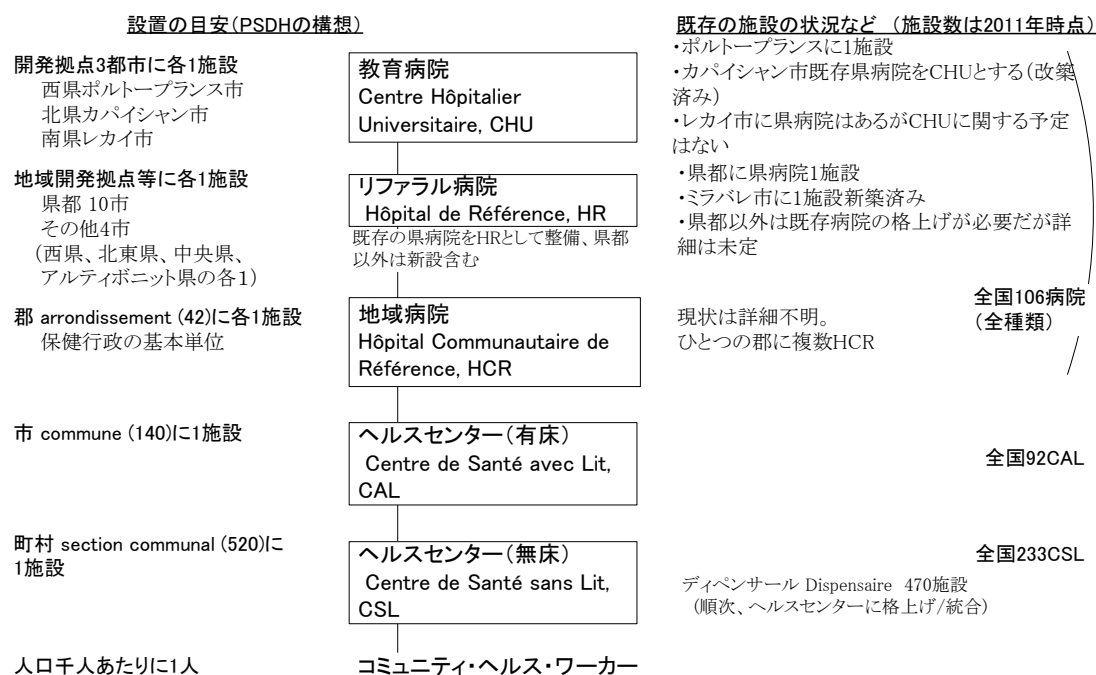 設置の目安(PSDHの構想)
開発拠点3都市に各1施設
西県ポルトープランス市
北県カパイシャン市
南県レカイ市
地域開発拠点等に各1施設
県都 10市
その他4市
(西県、北東県、中央県、
アルティボニット県の各1)
郡 arrondissement (42)に各1施設
保健行政の基本単位
市 commune (140)に1施設
町村 section communal (520)に
1施設
人口千人あたりに1人
教育病院
Centre Hôpitalier
Universitaire, CHU
リファラル病院
Hôpital de Référence, HR
既存の県病院をHRとして整備、県都
以外は新設含む
地域病院
Hôpital Communautaire de
Référence, HCR
ヘルスセンター(有床)
Centre de Santé avec Lit,
CAL
ヘルスセンター(無床)
Centre de Santé sans Lit,
CSL
コミュニティ・ヘルス・ワーカー
既存の施設の状況など (施設数は2011年時点)
・ポルトープランスに1施設
・カパイシャン市既存県病院をCHUとする(改築
済み)
・レカイ市に県病院はあるがCHUに関する予定
はない
・県都に県病院1施設
・ミラバレ市に1施設新築済み
・県都以外は既存病院の格上げが必要だが詳
細は未定
全国106病院
(全種類)
現状は詳細不明。
ひとつの郡に複数HCR
全国92CAL
全国233CSL
ディペンサール Dispensaire 470施設
(順次、ヘルスセンターに格上げ/統合)